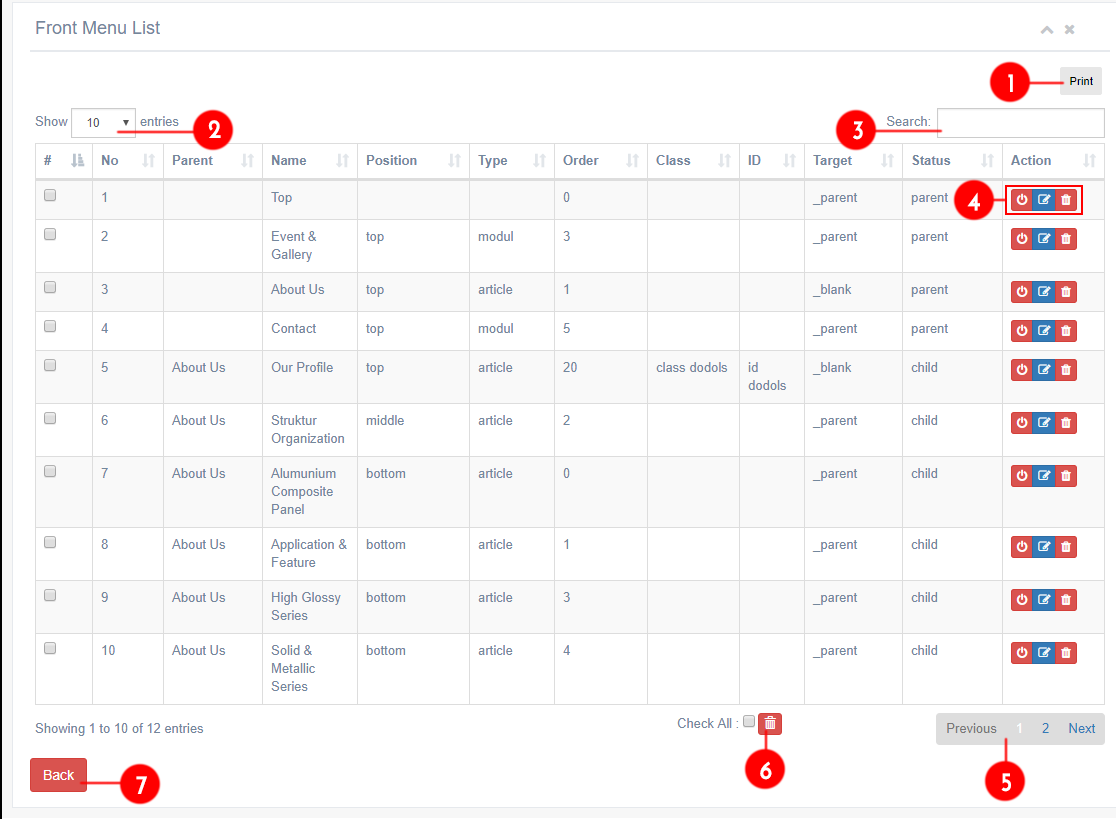 Front Menu List
1 Print
Show 10 entries 2 3 Search:
# No Parent Name Position Type Order Class ID Target Status Action
1 Top 0 _parent parent 4
2 Event & top modul 3 _parent parent
Gallery
3 About Us top article 1 _blank parent
4 Contact top modul 5 _parent parent
5 About Us Our Profile top article 20 class dodols id _blank child
dodols
6 About Us Struktur middle article 2 _parent child
Organization
7 About Us Alumunium bottom article 0 _parent child
Composite
Panel
8 About Us Application & bottom article 1 _parent child
Feature
9 About Us High Glossy bottom article 3 _parent child
Series
10 About Us Solid & bottom article 4 _parent child
Metallic
Series
Showing 1 to 10 of 12 entries Check All : Previous 1 2 Next
6 5
Back 7